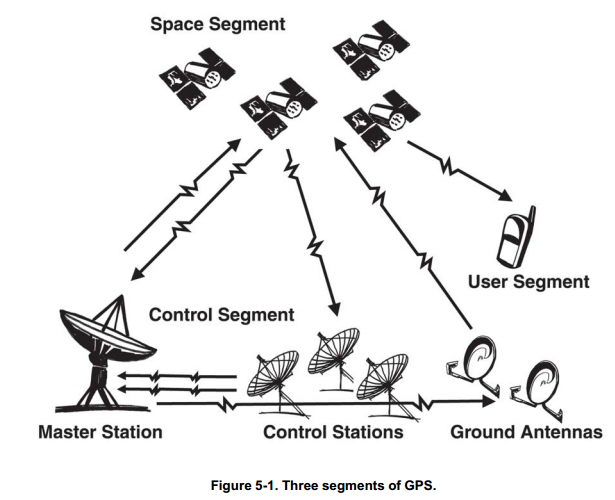 Space Segment
User Segment
Control Segment
Master Station
Control Stations
Ground Antennas
Figure 5-1. Three segments of GPS.